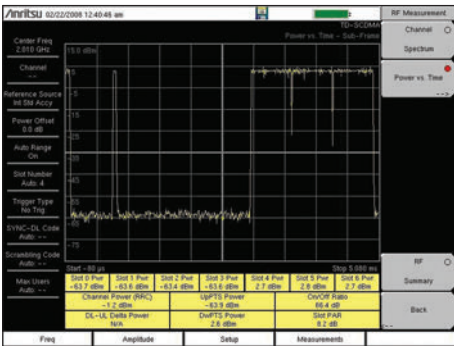 Anritsu 02/22/2008 12:40:46 am
RF Measurement
TD-SCDMA
Power vs. Time - Sub-Frame
Channel
Spectrum
Power vs. Time
-->
Center Freq
2.010 GHz
Channel
--
Reference Source
Int Std Accy
Power Offset
0.0 dB
Auto Range
On
Slot Number
Auto: 4
Trigger Type
No Trig
SYNC-DL Code
Auto: --
Scrambling Code
Auto: --
Max Users
Auto: --
15.0 dBm
5
-5
-15
-25
-35
-45
-55
-65
-75
Start -80 µs
Stop 5.080 ms
Slot 0 Pwr Slot 1 Pwr Slot 2 Pwr Slot 3 Pwr Slot 4 Pwr Slot 5 Pwr Slot 6 Pwr
-63.7 dBm -63.6 dBm -63.4 dBm -63.6 dBm 2.7 dBm 2.8 dBm 2.7 dBm
Channel Power (RRC) UpPTS Power On/Off Ratio
-1.2 dBm -63.9 dBm 66.4 dB
DL-UL Delta Power DwPTS Power Slot PAR
N/A 2.6 dBm 8.2 dB
RF
Summary
Back
<--
Freq Amplitude Setup Measurements